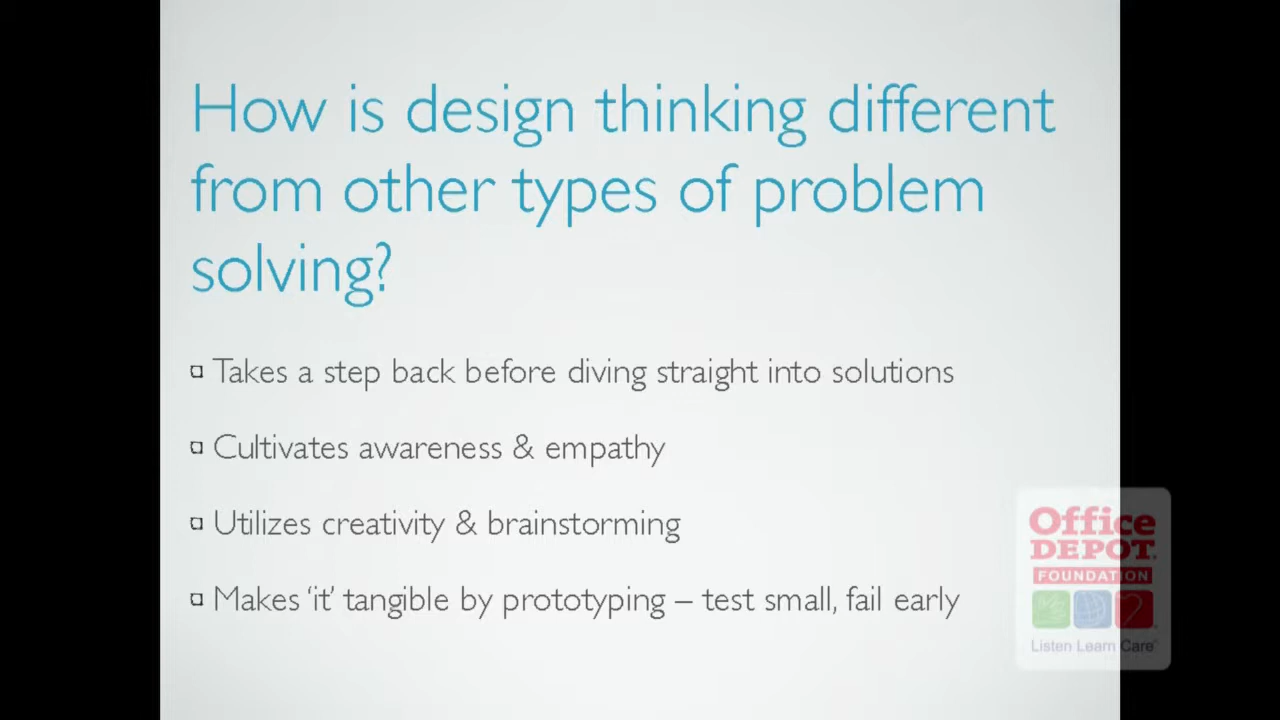 How is design thinking different
from other types of problem
solving?
Takes a step back before diving straight into solutions
Cultivates awareness & empathy
Utilizes creativity & brainstorming
Makes ‘it’ tangible by prototyping – test small, fail early
Office
DEPOT
FOUNDATION
Listen Learn Care